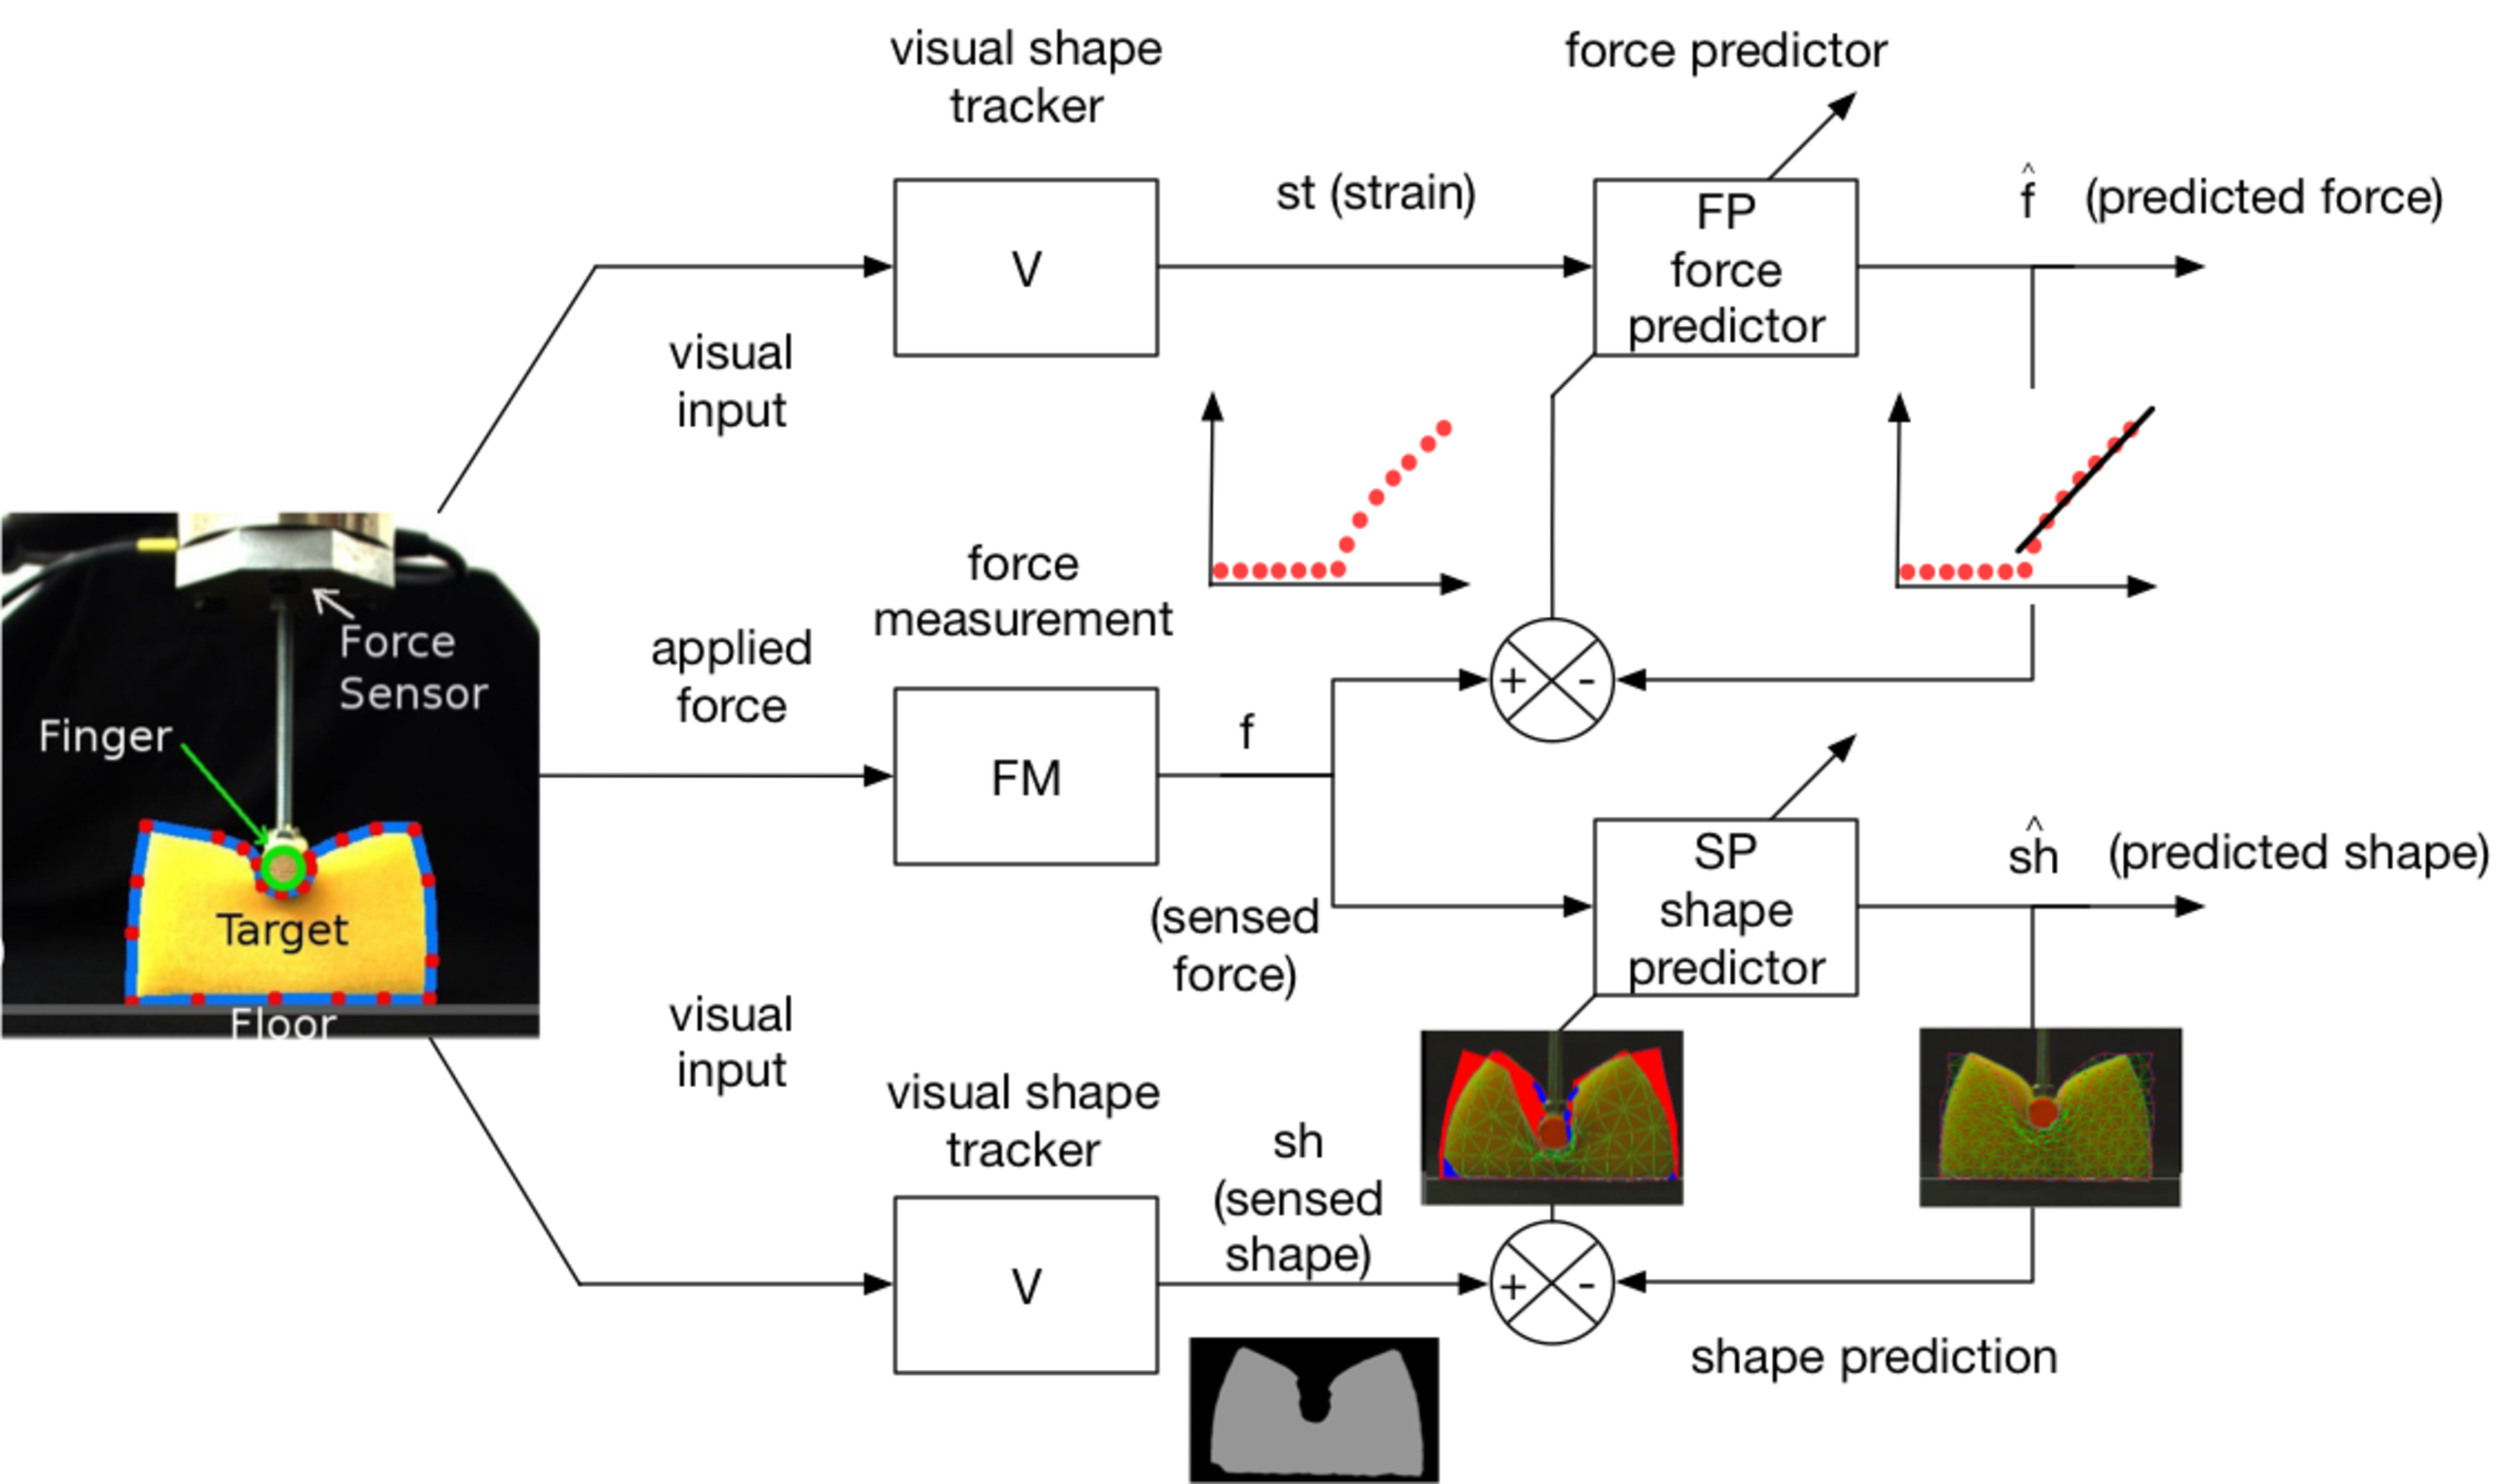 visual shape
tracker
force predictor
V
st (strain)
FP
force
predictor
^
f (predicted force)
visual
input
force
measurement
applied
force
Force
Sensor
Finger
Target
Floor
FM
f
+ -
(sensed
force)
SP
shape
predictor
^
sh (predicted shape)
visual
input
visual shape
tracker
V
sh
(sensed
shape)
+ -
shape prediction